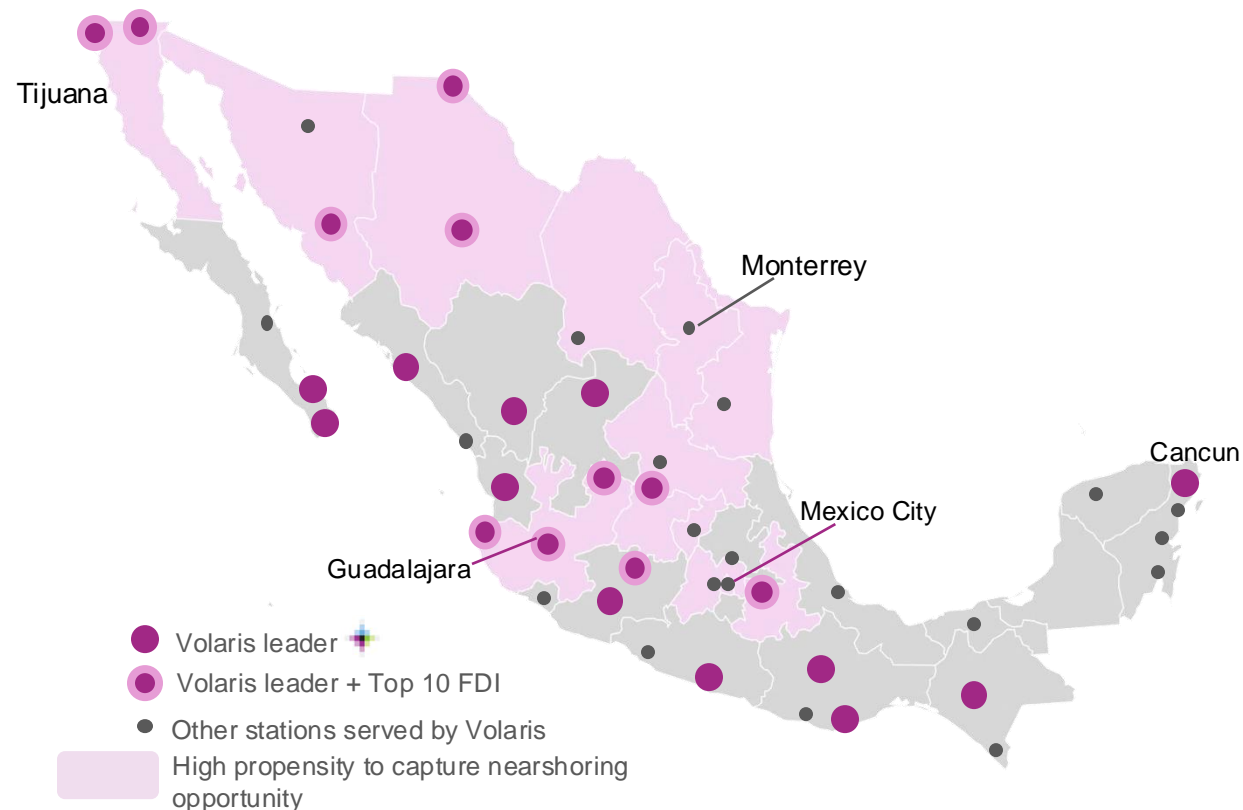 Tijuana
Monterrey
Cancun
Mexico City
Guadalajara
Volaris leader
Volaris leader + Top 10 FDI
Other stations served by Volaris
High propensity to capture nearshoring
opportunity